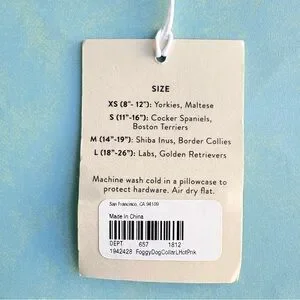 SIZE
XS (8"- 12"): Yorkies, Maltese
S (11"-16"): Cocker Spaniels,
Boston Terriers
M (14"-19"): Shiba Inus, Border Collies
L (18"-26"): Labs, Golden Retrievers
Machine wash cold in a pillowcase to
protect hardware. Air dry flat.
San Francisco, CA 94109
Made In China
DEPT 657 1812
1942428 FoggyDogCollarLHotPnk